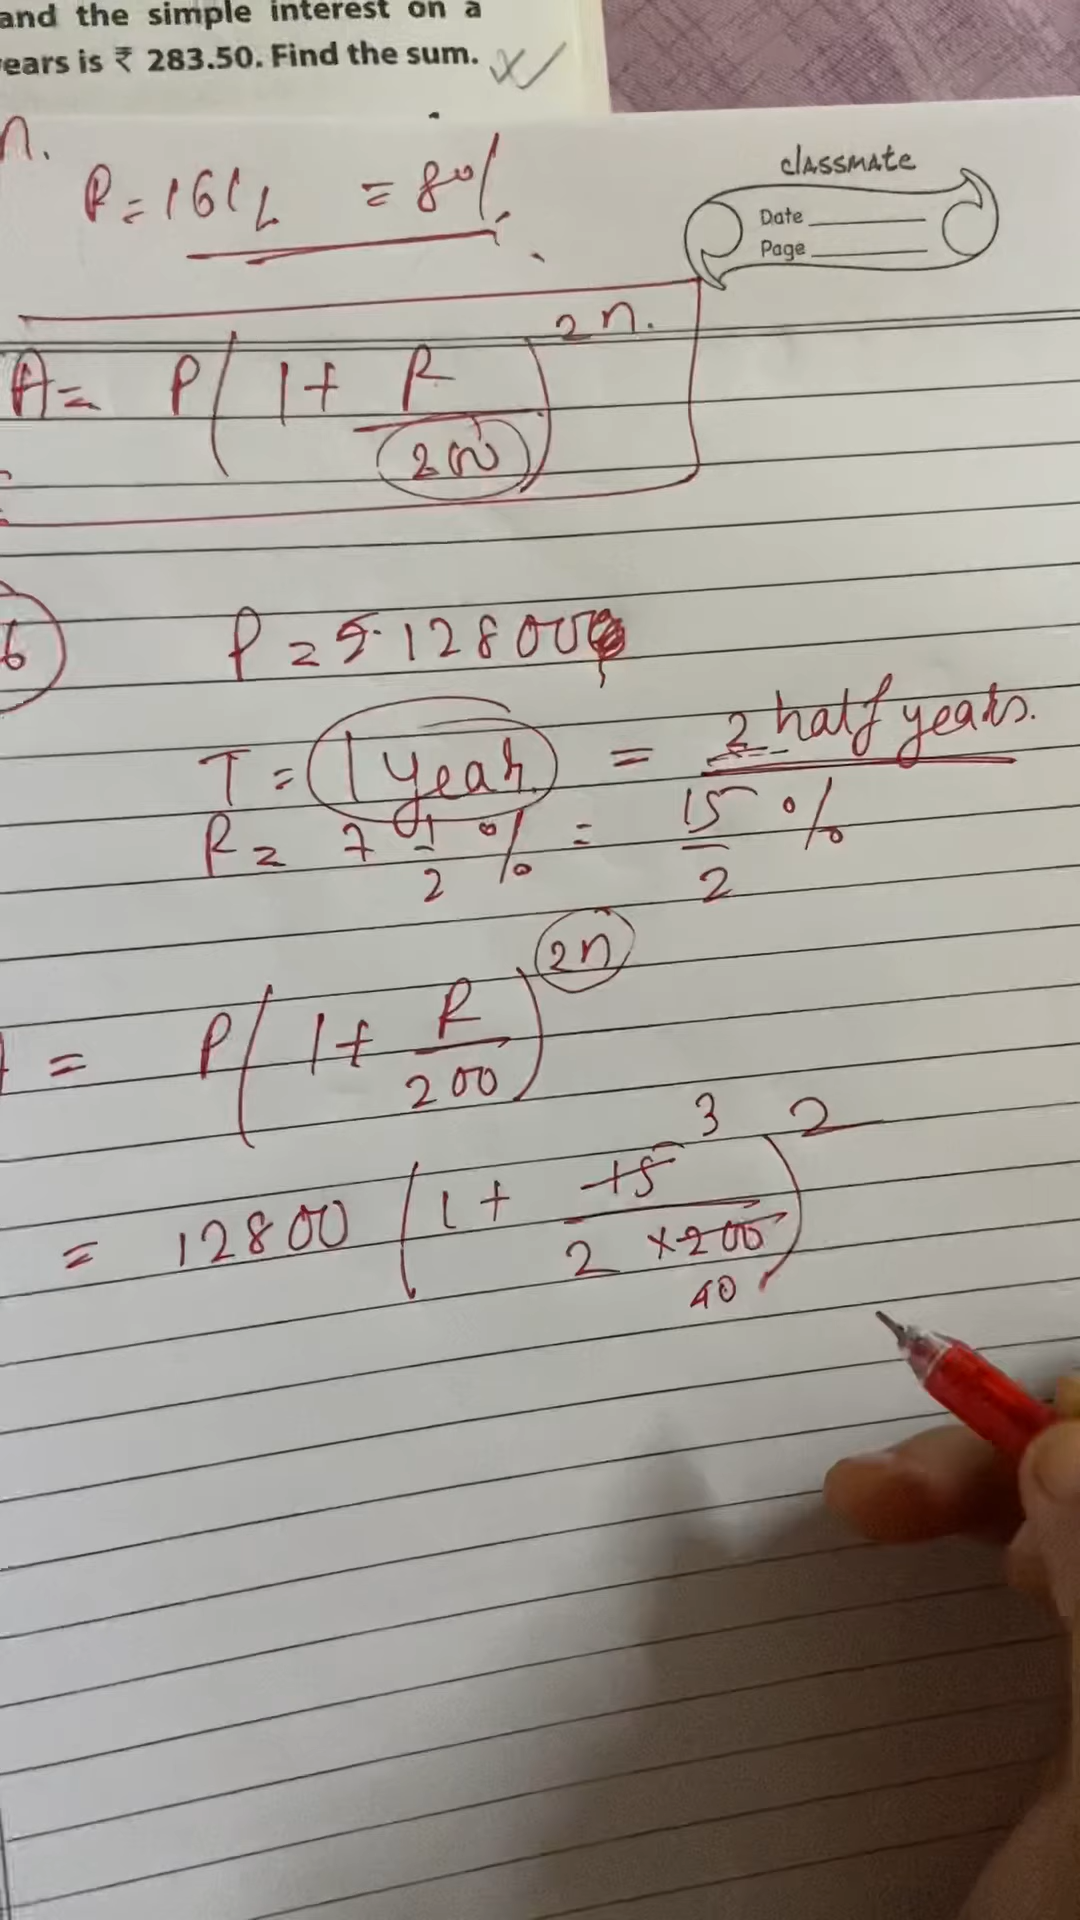 and the simple interest on a
ears is ₹ 283.50. Find the sum.
n.
R = 16% = 8%.
classmate
Date
Page
A = P(1 + R/200)^2n.
6
P = ₹. 12800
T = 1 year = 2 half years.
R = 7 1/2 % = 15/2 %
= P(1 + R/200)^2n
= 12800 (1 + 15/2 × 200)^2
3
40